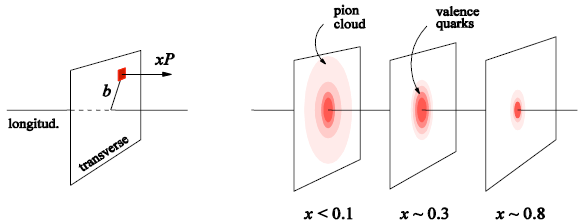 xP
b
longitud.
transverse
pion
cloud
valence
quarks
x < 0.1
x ~ 0.3
x ~ 0.8